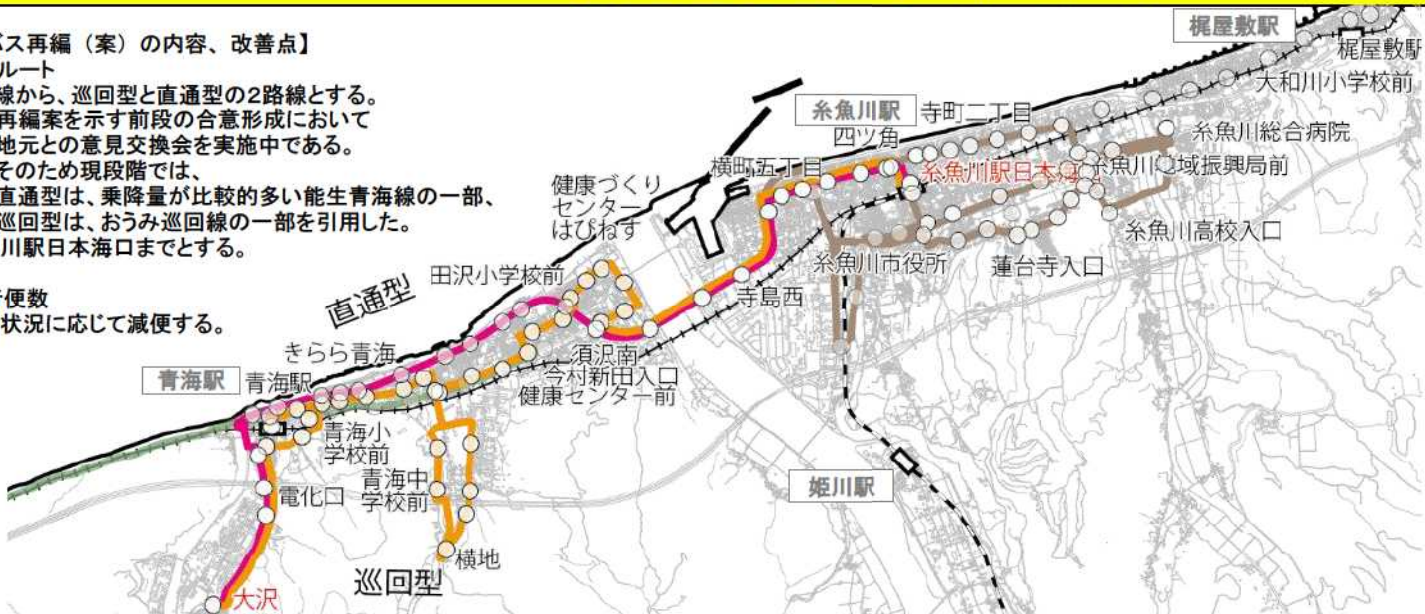 バス再編（案）の内容、改善点】
ルート
線から、巡回型と直通型の2路線とする。
再編案を示す前段の合意形成において
地元との意見交換会を実施中である。
そのため現段階では、
直通型は、乗降量が比較的多い能生青海線の一部、
巡回型は、おうみ巡回線の一部を引用した。
川駅日本海口までとする。
便数
状況に応じて減便する。
梶屋敷駅
梶屋敷駅
大和川小学校前
糸魚川駅
寺町二丁目
四ツ角
糸魚川総合病院
横町五丁目
糸魚川駅日本海
糸魚川地域振興局前
健康づくり
センター
はぴねす
糸魚川高校入口
糸魚川市役所
蓮台寺入口
田沢小学校前
寺島西
直通型
きらら青海
須沢南
今村新田入口
健康センター前
青海駅
青海駅
青海小
学校前
青海中
学校前
電化口
姫川駅
横地
巡回型
大沢